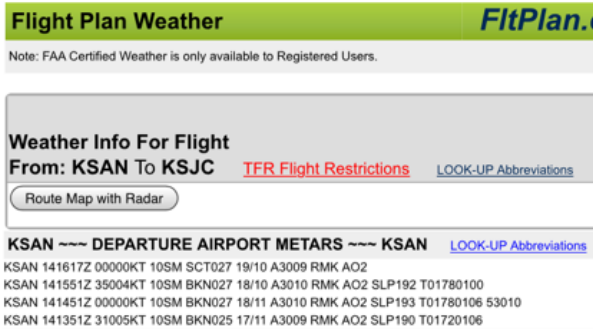 Flight Plan Weather FltPlan.
Note: FAA Certified Weather is only available to Registered Users.
Weather Info For Flight
From: KSAN To KSJC TFR Flight Restrictions LOOK-UP Abbreviations
Route Map with Radar
KSAN ~~~ DEPARTURE AIRPORT METARS ~~~ KSAN LOOK-UP Abbreviations
KSAN 141617Z 00000KT 10SM SCT027 19/10 A3009 RMK AO2
KSAN 141551Z 35004KT 10SM BKN027 18/10 A3010 RMK AO2 SLP192 T01780100
KSAN 141451Z 00000KT 10SM BKN027 18/11 A3010 RMK AO2 SLP193 T01780106 53010
KSAN 141351Z 31005KT 10SM BKN025 17/11 A3009 RMK AO2 SLP190 T01720106